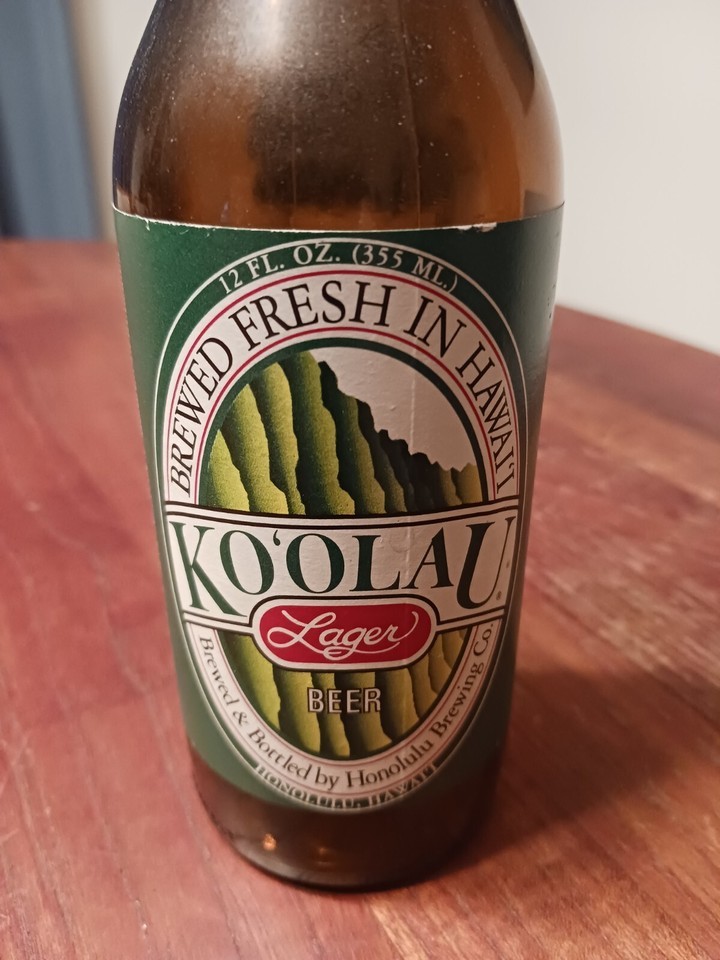 12 FL. OZ. (355 ML.)
BREWED FRESH IN HAWAI'I
KO'OLAU
Lager
BEER
Brewed & Bottled by Honolulu Brewing Co.
HONOLULU, HAWAI'I